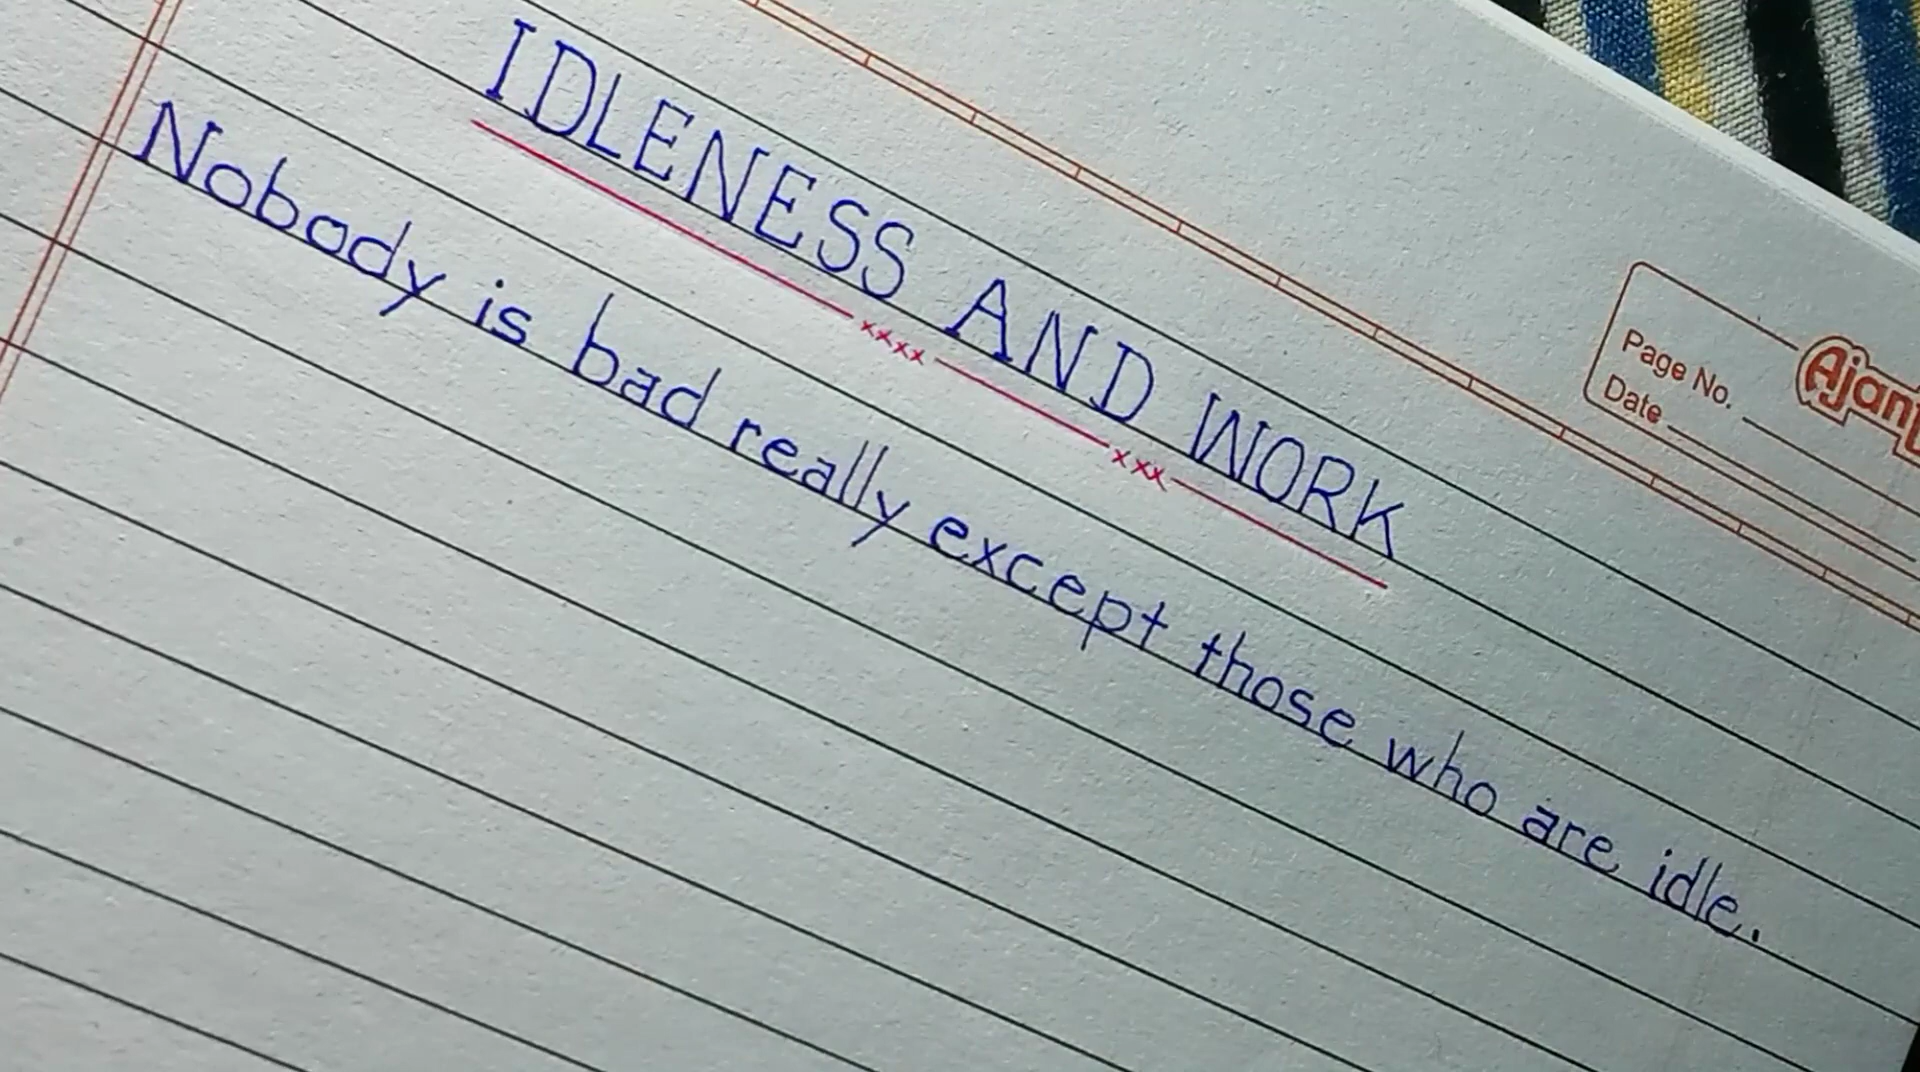 IDLENESS AND WORK
Nobody is bad really except those who are idle.
Page No.
Date